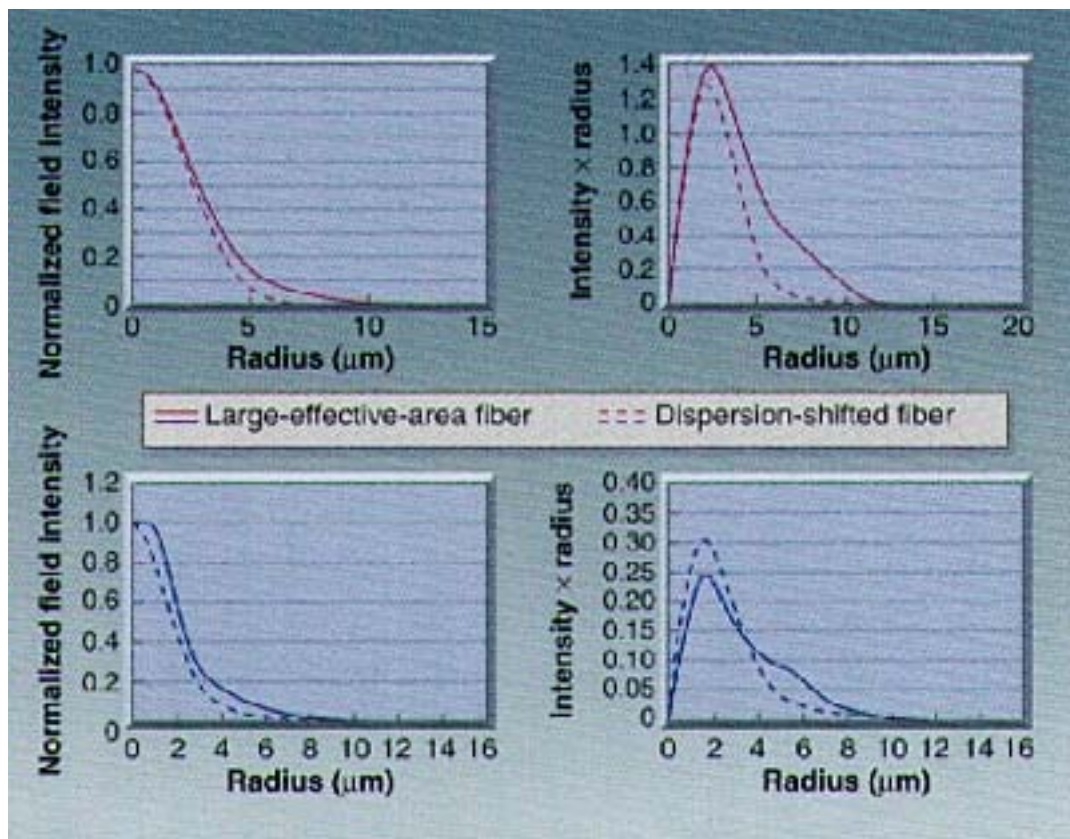 Normalized field intensity
1.0
0.8
0.6
0.4
0.2
0
0 5 10 15
Radius (μm)
Intensity × radius
1.4
1.2
1.0
0.8
0.6
0.4
0.2
0
0 5 10 15 20
Radius (μm)
Large-effective-area fiber
Dispersion-shifted fiber
Normalized field intensity
1.2
1.0
0.8
0.6
0.4
0.2
0
0 2 4 6 8 10 12 14 16
Radius (μm)
Intensity × radius
0.40
0.35
0.30
0.25
0.20
0.15
0.10
0.05
0
0 2 4 6 8 10 12 14 16
Radius (μm)